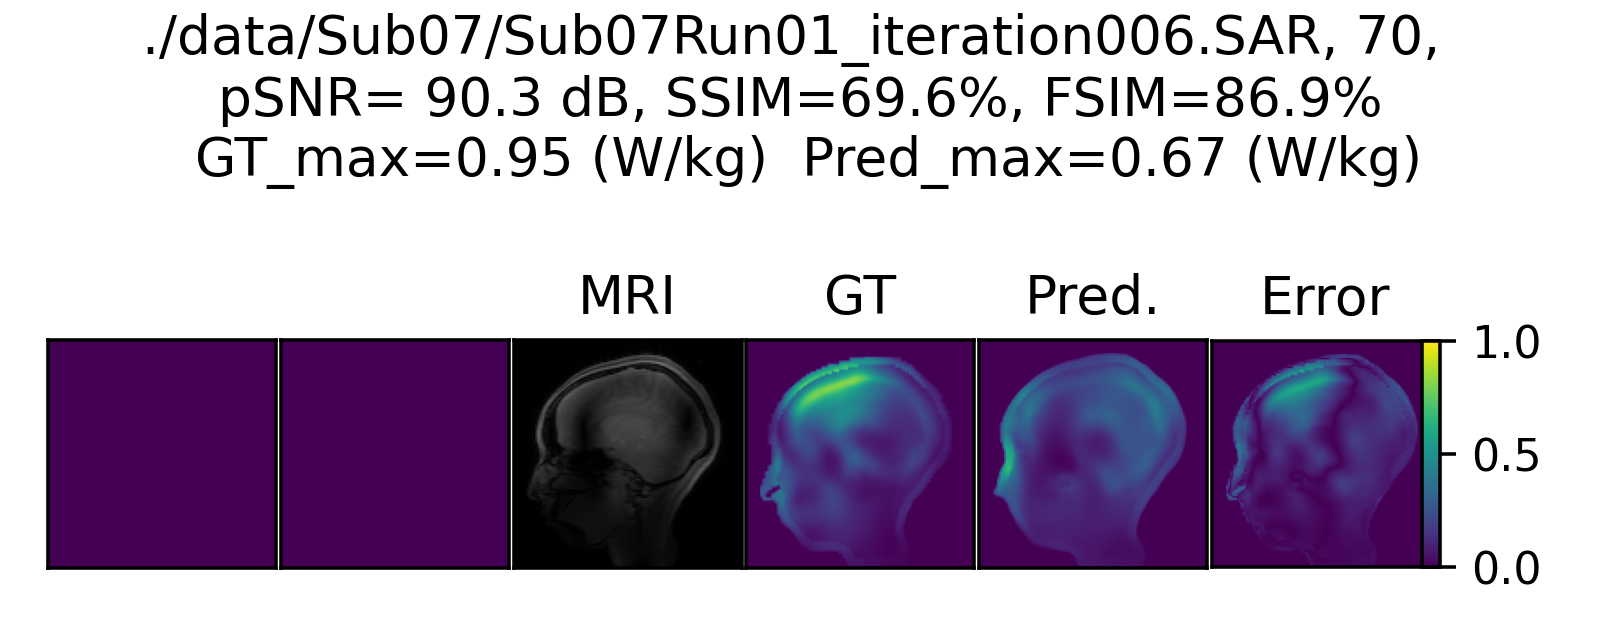 ./data/Sub07/Sub07Run01_iteration006.SAR, 70,
pSNR= 90.3 dB, SSIM=69.6%, FSIM=86.9%
GT_max=0.95 (W/kg)  Pred_max=0.67 (W/kg)
MRI GT Pred. Error
1.0
0.5
0.0